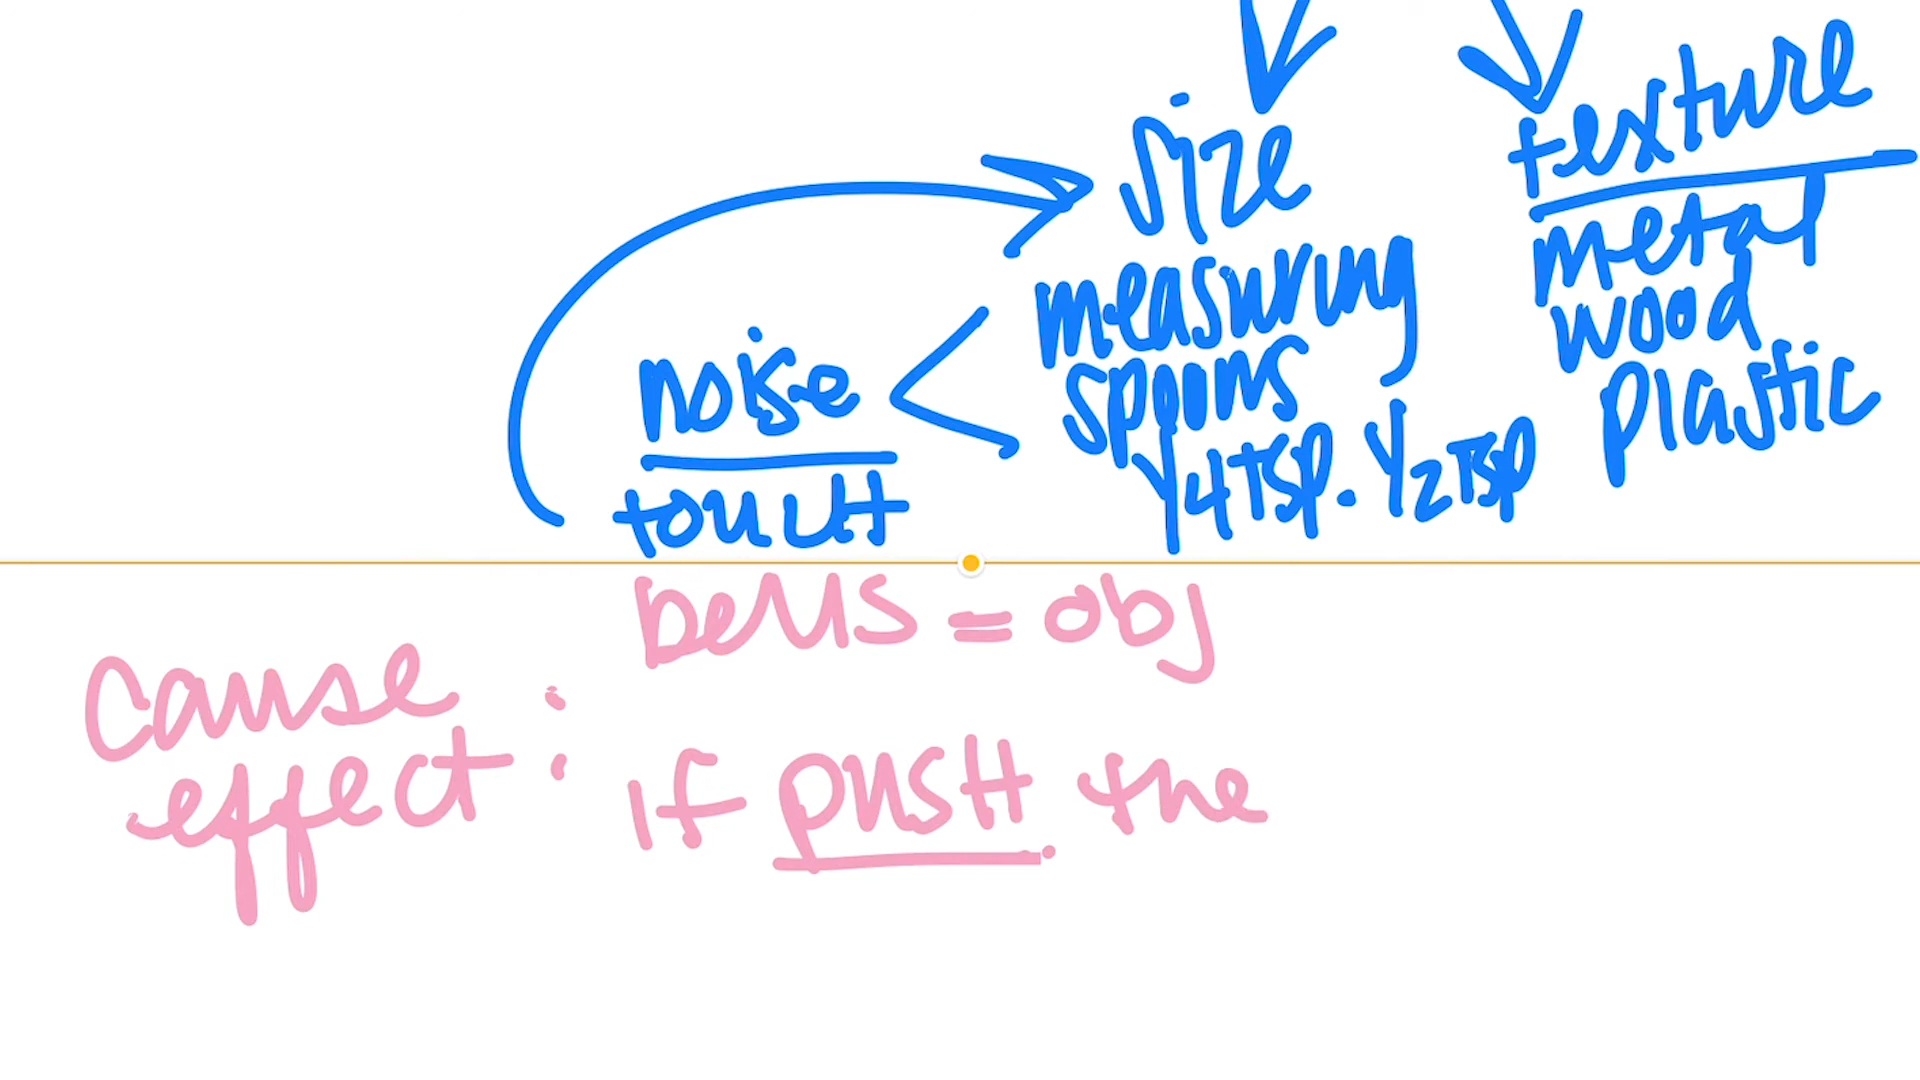 size
texture
measuring
spoons
1/4 TSP. 1/2 TSP
metal
wood
plastic
noise
touch
bells = obj
cause :
effect :
if push the